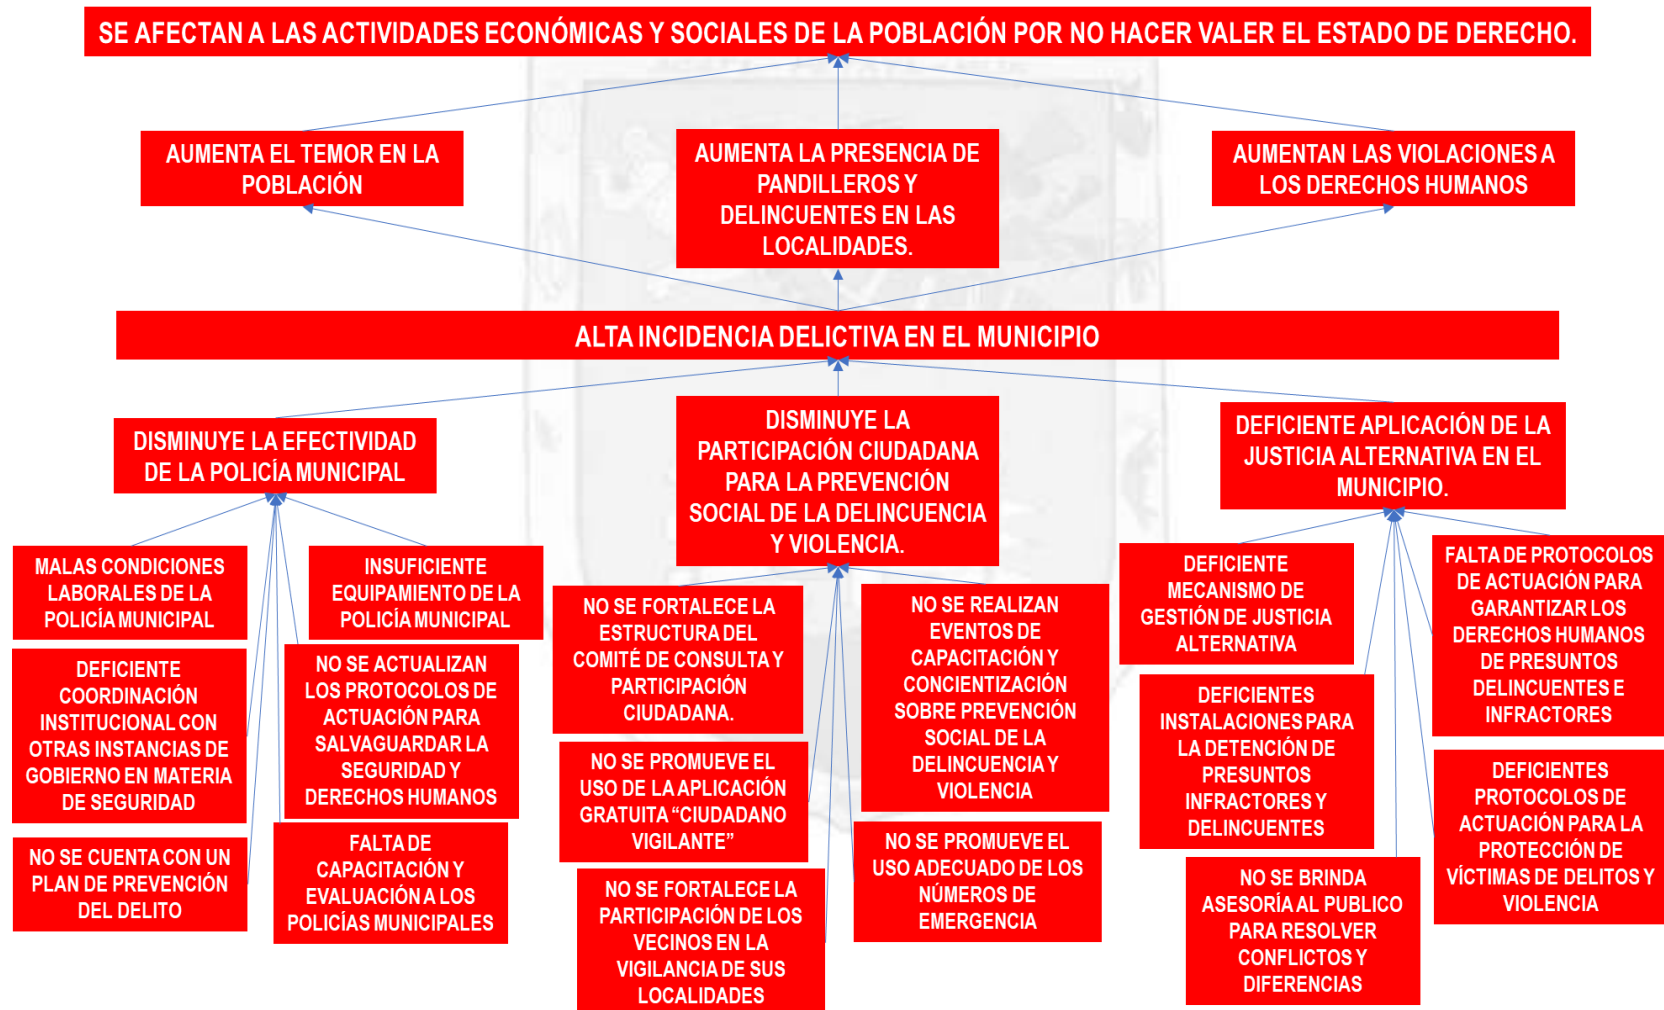 SE AFECTAN A LAS ACTIVIDADES ECONÓMICAS Y SOCIALES DE LA POBLACIÓN POR NO HACER VALER EL ESTADO DE DERECHO.
AUMENTA EL TEMOR EN LA
POBLACIÓN
AUMENTA LA PRESENCIA DE
PANDILLEROS Y
DELINCUENTES EN LAS
LOCALIDADES.
AUMENTAN LAS VIOLACIONES A
LOS DERECHOS HUMANOS
ALTA INCIDENCIA DELICTIVA EN EL MUNICIPIO
DISMINUYE LA EFECTIVIDAD
DE LA POLICÍA MUNICIPAL
DISMINUYE LA
PARTICIPACIÓN CIUDADANA
PARA LA PREVENCIÓN
SOCIAL DE LA DELINCUENCIA
Y VIOLENCIA.
DEFICIENTE APLICACIÓN DE LA
JUSTICIA ALTERNATIVA EN EL
MUNICIPIO.
MALAS CONDICIONES
LABORALES DE LA
POLICÍA MUNICIPAL
INSUFICIENTE
EQUIPAMIENTO DE LA
POLICÍA MUNICIPAL
DEFICIENTE
COORDINACIÓN
INSTITUCIONAL CON
OTRAS INSTANCIAS DE
GOBIERNO EN MATERIA
DE SEGURIDAD
NO SE ACTUALIZAN
LOS PROTOCOLOS DE
ACTUACIÓN PARA
SALVAGUARDAR LA
SEGURIDAD Y
DERECHOS HUMANOS
NO SE CUENTA CON UN
PLAN DE PREVENCIÓN
DEL DELITO
FALTA DE
CAPACITACIÓN Y
EVALUACIÓN A LOS
POLICÍAS MUNICIPALES
NO SE FORTALECE LA
ESTRUCTURA DEL
COMITÉ DE CONSULTA Y
PARTICIPACIÓN
CIUDADANA.
NO SE REALIZAN
EVENTOS DE
CAPACITACIÓN Y
CONCIENTIZACIÓN
SOBRE PREVENCIÓN
SOCIAL DE LA
DELINCUENCIA Y
VIOLENCIA
NO SE PROMUEVE EL
USO DE LA APLICACIÓN
GRATUITA “CIUDADANO
VIGILANTE”
NO SE PROMUEVE EL
USO ADECUADO DE LOS
NÚMEROS DE
EMERGENCIA
NO SE FORTALECE LA
PARTICIPACIÓN DE LOS
VECINOS EN LA
VIGILANCIA DE SUS
LOCALIDADES
DEFICIENTE
MECANISMO DE
GESTIÓN DE JUSTICIA
ALTERNATIVA
FALTA DE PROTOCOLOS
DE ACTUACIÓN PARA
GARANTIZAR LOS
DERECHOS HUMANOS
DE PRESUNTOS
DELINCUENTES E
INFRACTORES
DEFICIENTES
INSTALACIONES PARA
LA DETENCIÓN DE
PRESUNTOS
INFRACTORES Y
DELINCUENTES
DEFICIENTES
PROTOCOLOS DE
ACTUACIÓN PARA LA
PROTECCIÓN DE
VÍCTIMAS DE DELITOS Y
VIOLENCIA
NO SE BRINDA
ASESORÍA AL PUBLICO
PARA RESOLVER
CONFLICTOS Y
DIFERENCIAS